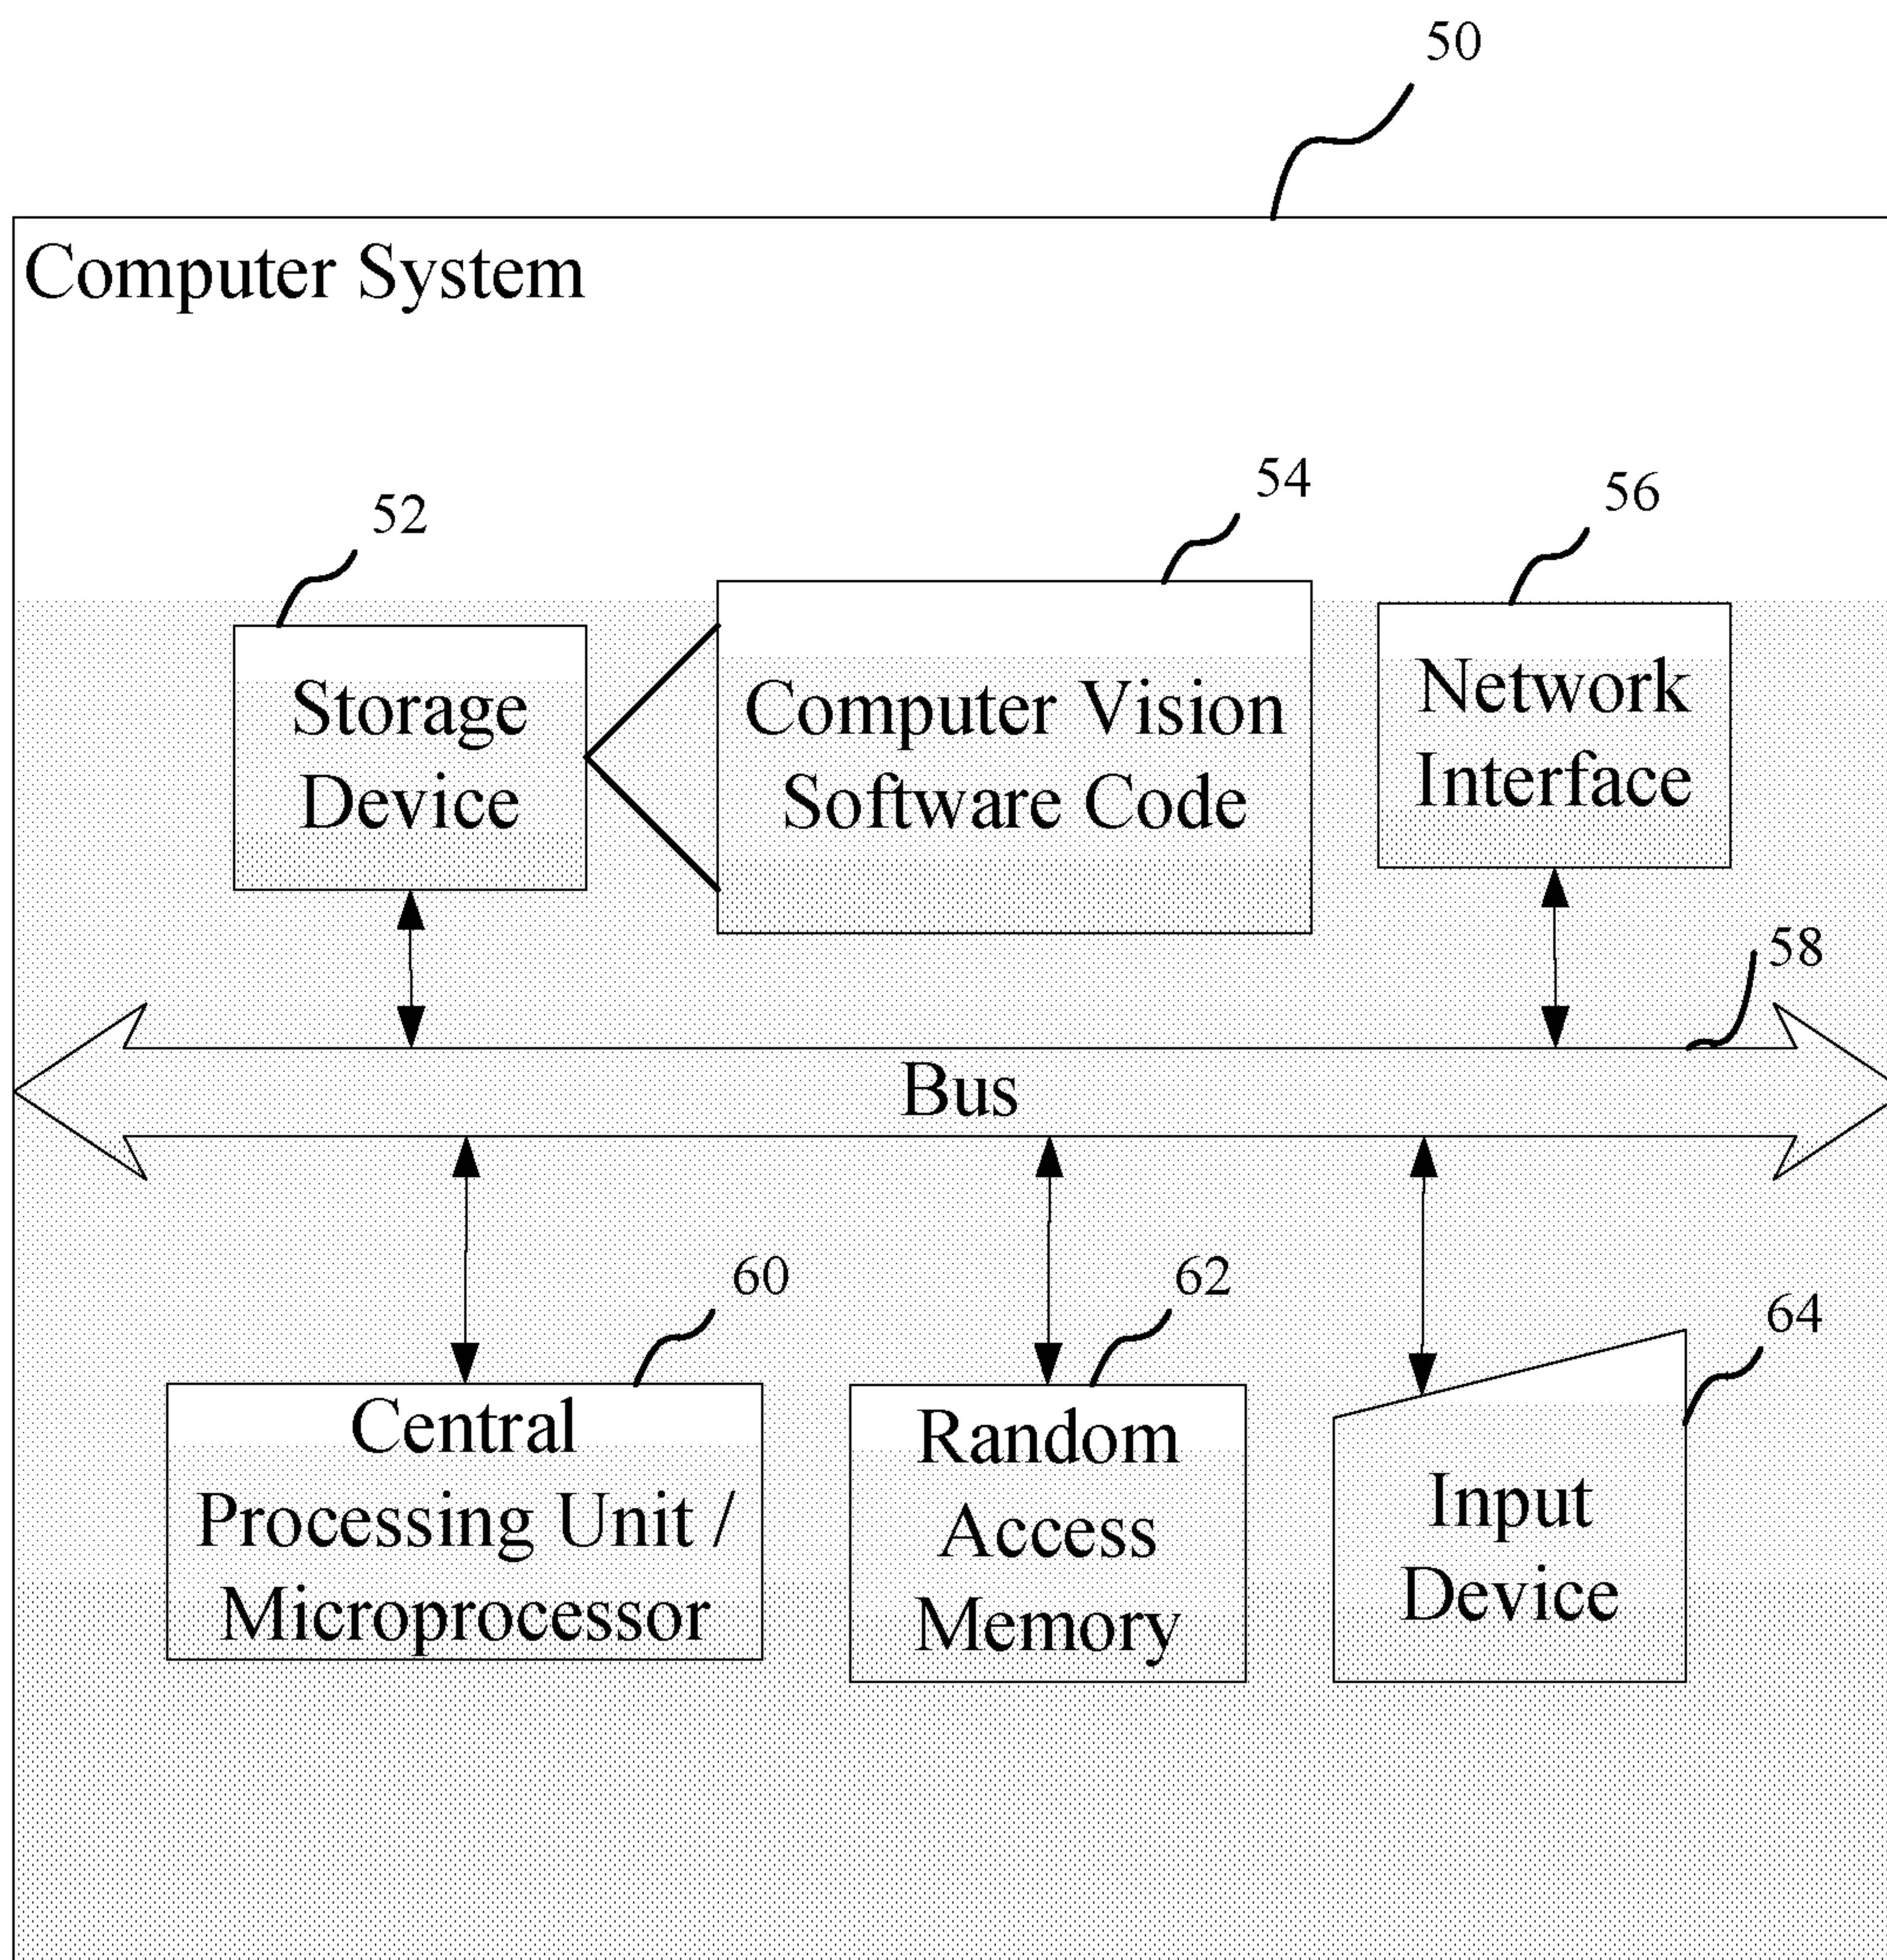 50
Computer System
52
54
56
Storage
Device
Computer Vision
Software Code
Network
Interface
58
Bus
60
62
64
Central
Processing Unit /
Microprocessor
Random
Access
Memory
Input
Device